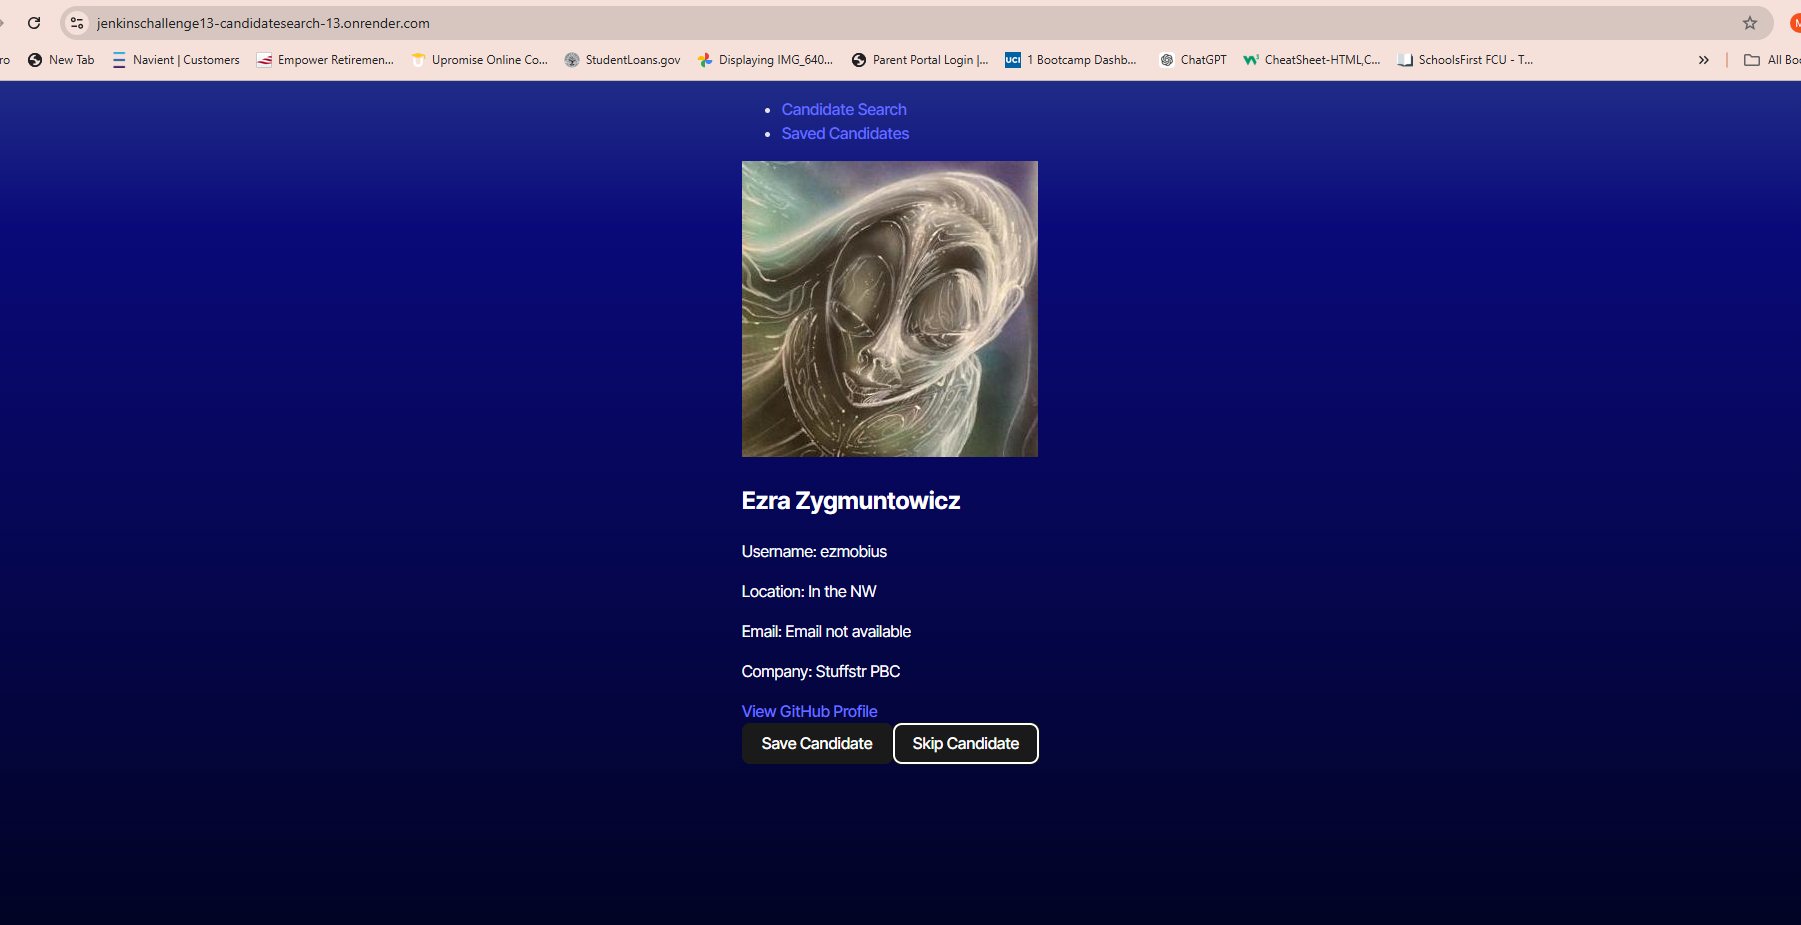 jenkinschallenge13-candidatesearch-13.onrender.com
ro New Tab Navient | Customers Empower Retiremen... Upromise Online Co... StudentLoans.gov Displaying IMG_640... Parent Portal Login |... UCI 1 Bootcamp Dashb... ChatGPT CheatSheet-HTML,C... SchoolsFirst FCU - T... » All Boo
Candidate Search
Saved Candidates
Ezra Zygmuntowicz
Username: ezmobius
Location: In the NW
Email: Email not available
Company: Stuffstr PBC
View GitHub Profile
Save Candidate Skip Candidate